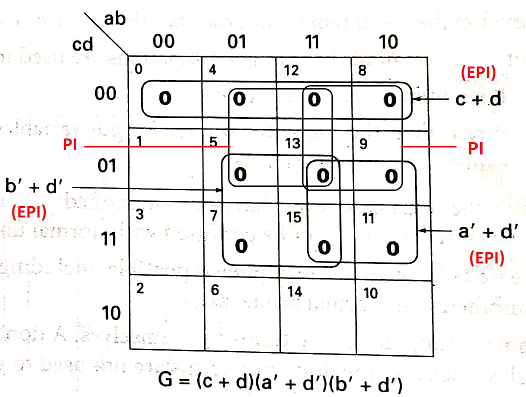 ab
cd
00 01 11 10
0 4 12 8
00 0 0 0 0
(EPI)
c + d
1 5 13 9
PI
PI
01 0 0 0
b′ + d′
(EPI)
3 7 15 11
11 0 0 0
a′ + d′
(EPI)
2 6 14 10
10
G = (c + d)(a′ + d′)(b′ + d′)